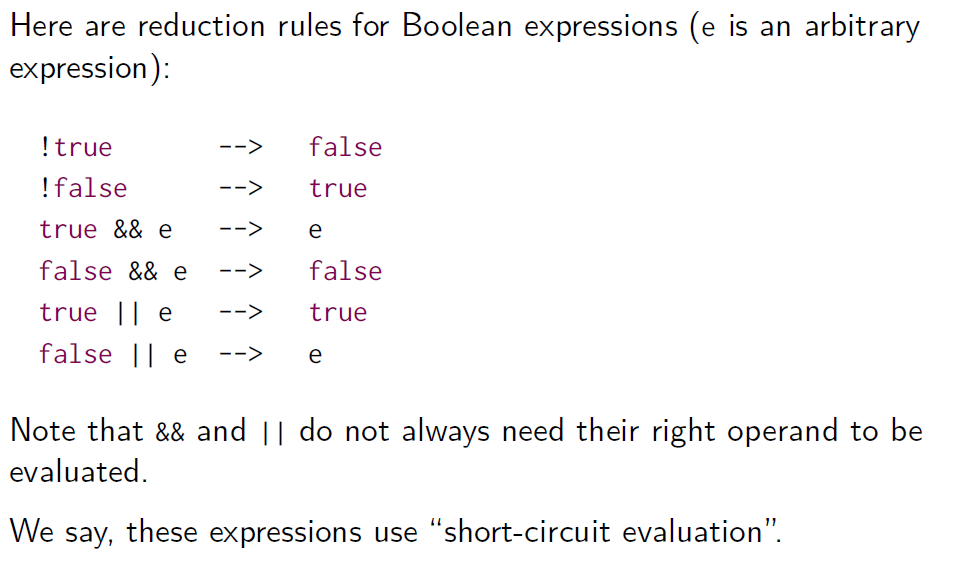 Here are reduction rules for Boolean expressions (e is an arbitrary
expression):
!true --> false
!false --> true
true && e --> e
false && e --> false
true || e --> true
false || e --> e
Note that && and || do not always need their right operand to be
evaluated.
We say, these expressions use “short-circuit evaluation”.